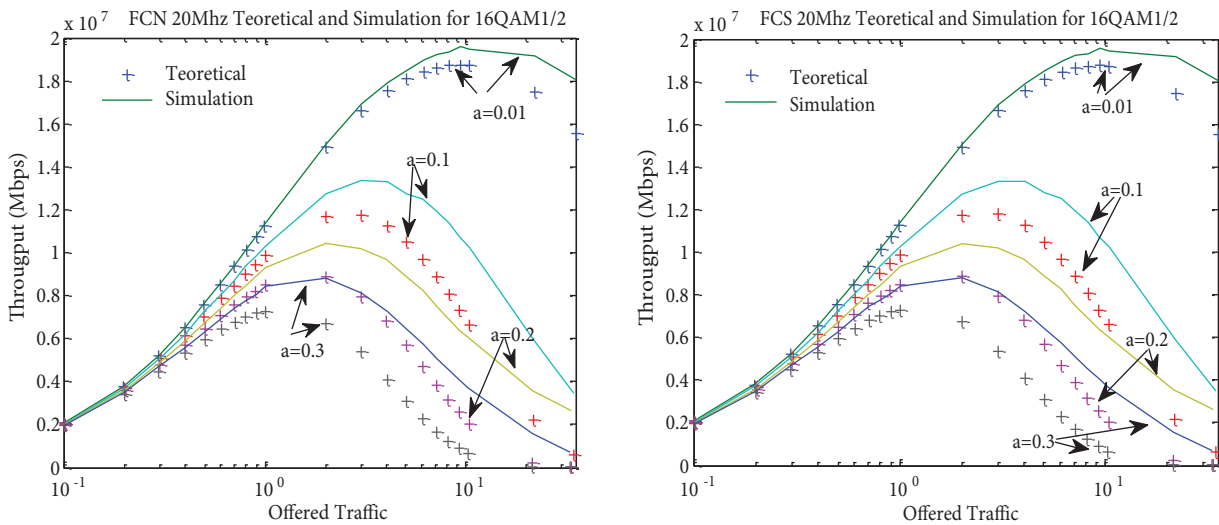 FCN 20Mhz Teoretical and Simulation for 16QAM1/2
2 x 10^7
1.8
1.6
1.4
1.2
1
0.8
0.6
0.4
0.2
0
Througput (Mbps)
Teoretical
Simulation
a=0.01
a=0.1
a=0.2
a=0.3
10^-1
10^0
10^1
Offered Traffic
FCS 20Mhz Teoretical and Simulation for 16QAM1/2
2 x 10^7
1.8
1.6
1.4
1.2
1
0.8
0.6
0.4
0.2
0
Througput (Mbps)
Teoretical
Simulation
a=0.01
a=0.1
a=0.2
a=0.3
10^-1
10^0
10^1
Offered Traffic